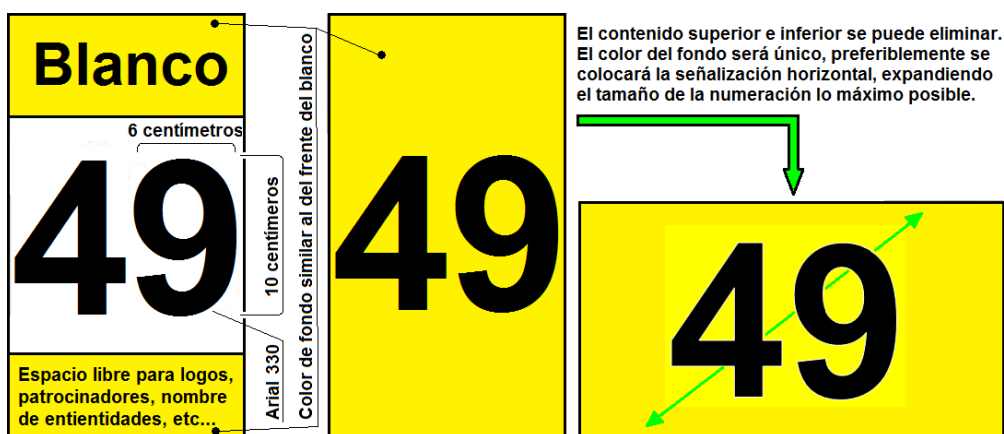 Blanco
6 centímetros
49
10 centímeros
Arial 330
Espacio libre para logos,
patrocinadores, nombre
de entientidades, etc...
Color de fondo similar al del frente del blanco
49
El contenido superior e inferior se puede eliminar.
El color del fondo será único, preferiblemente se
colocará la señalización horizontal, expandiendo
el tamaño de la numeración lo máximo posible.
49